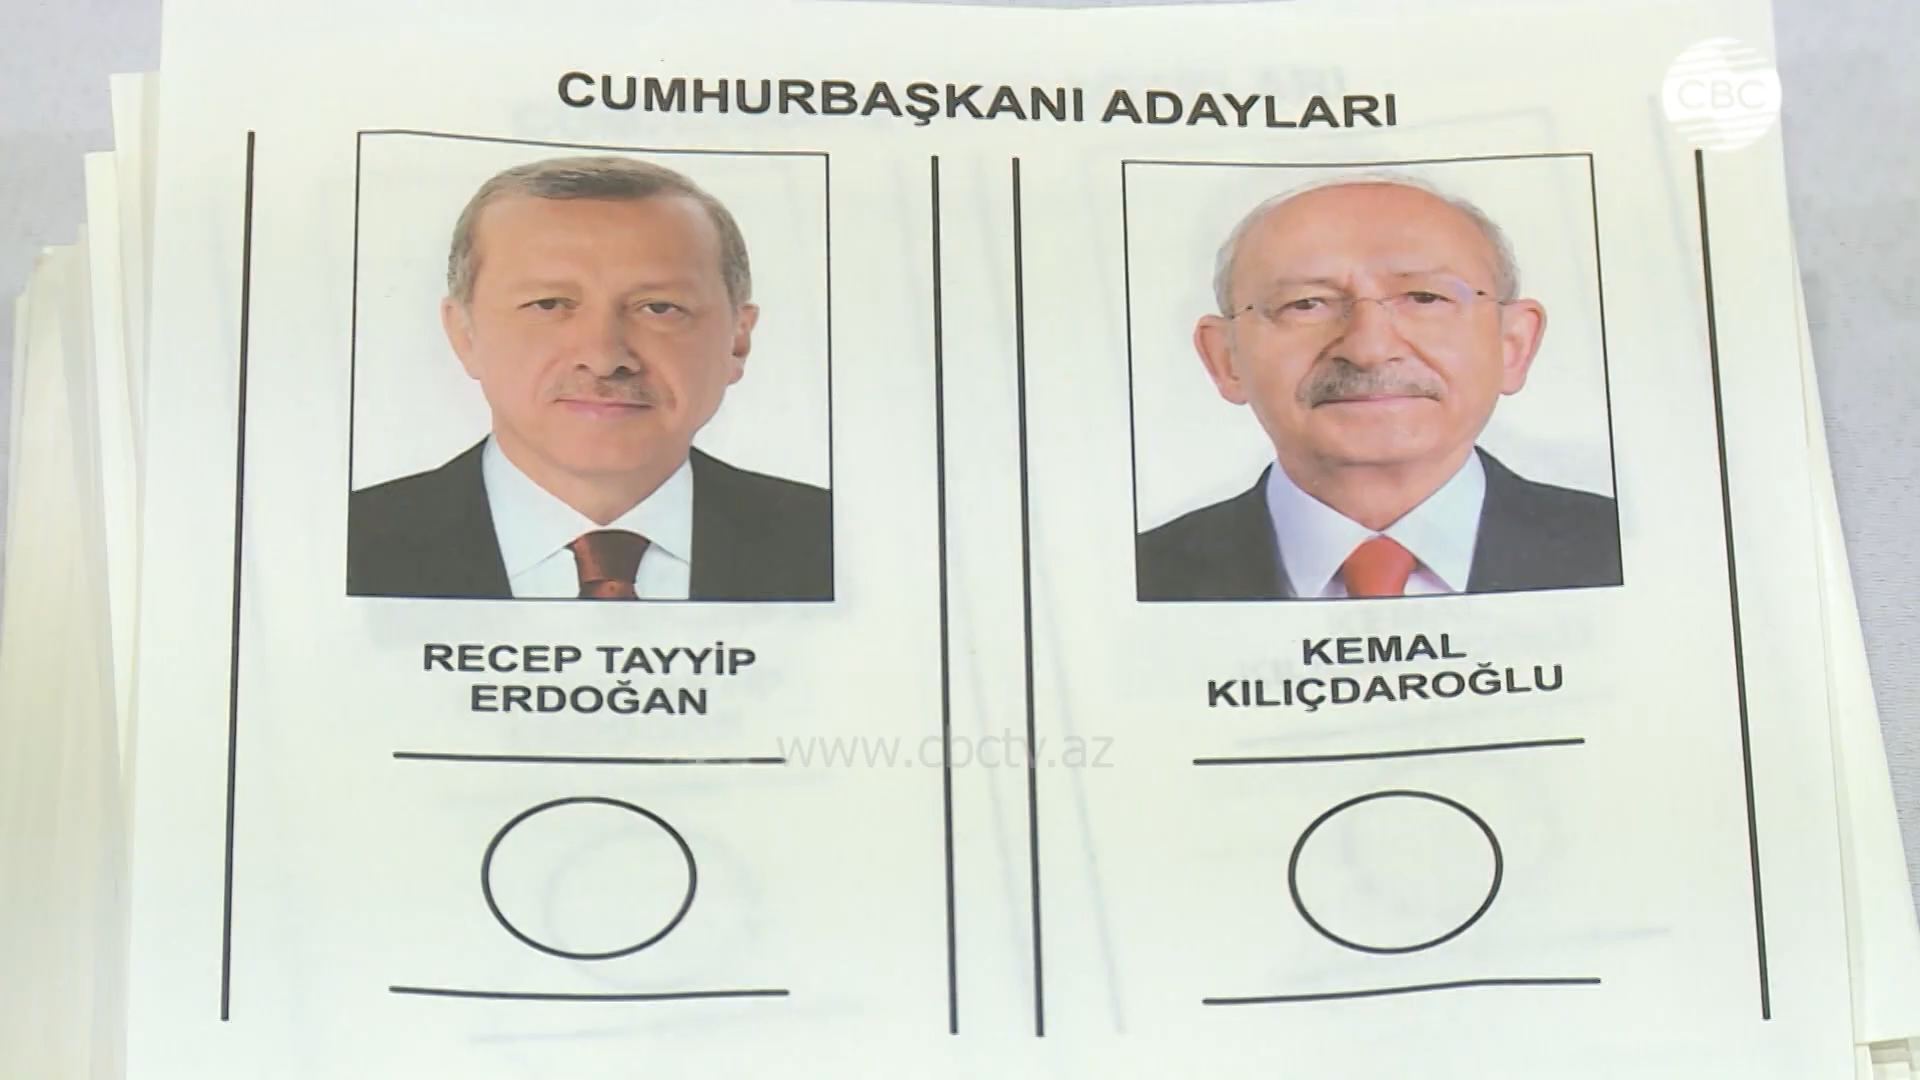 CBC
CUMHURBAŞKANI ADAYLARI
RECEP TAYYİP
ERDOĞAN
KEMAL
KILIÇDAROĞLU
www.cbctv.az